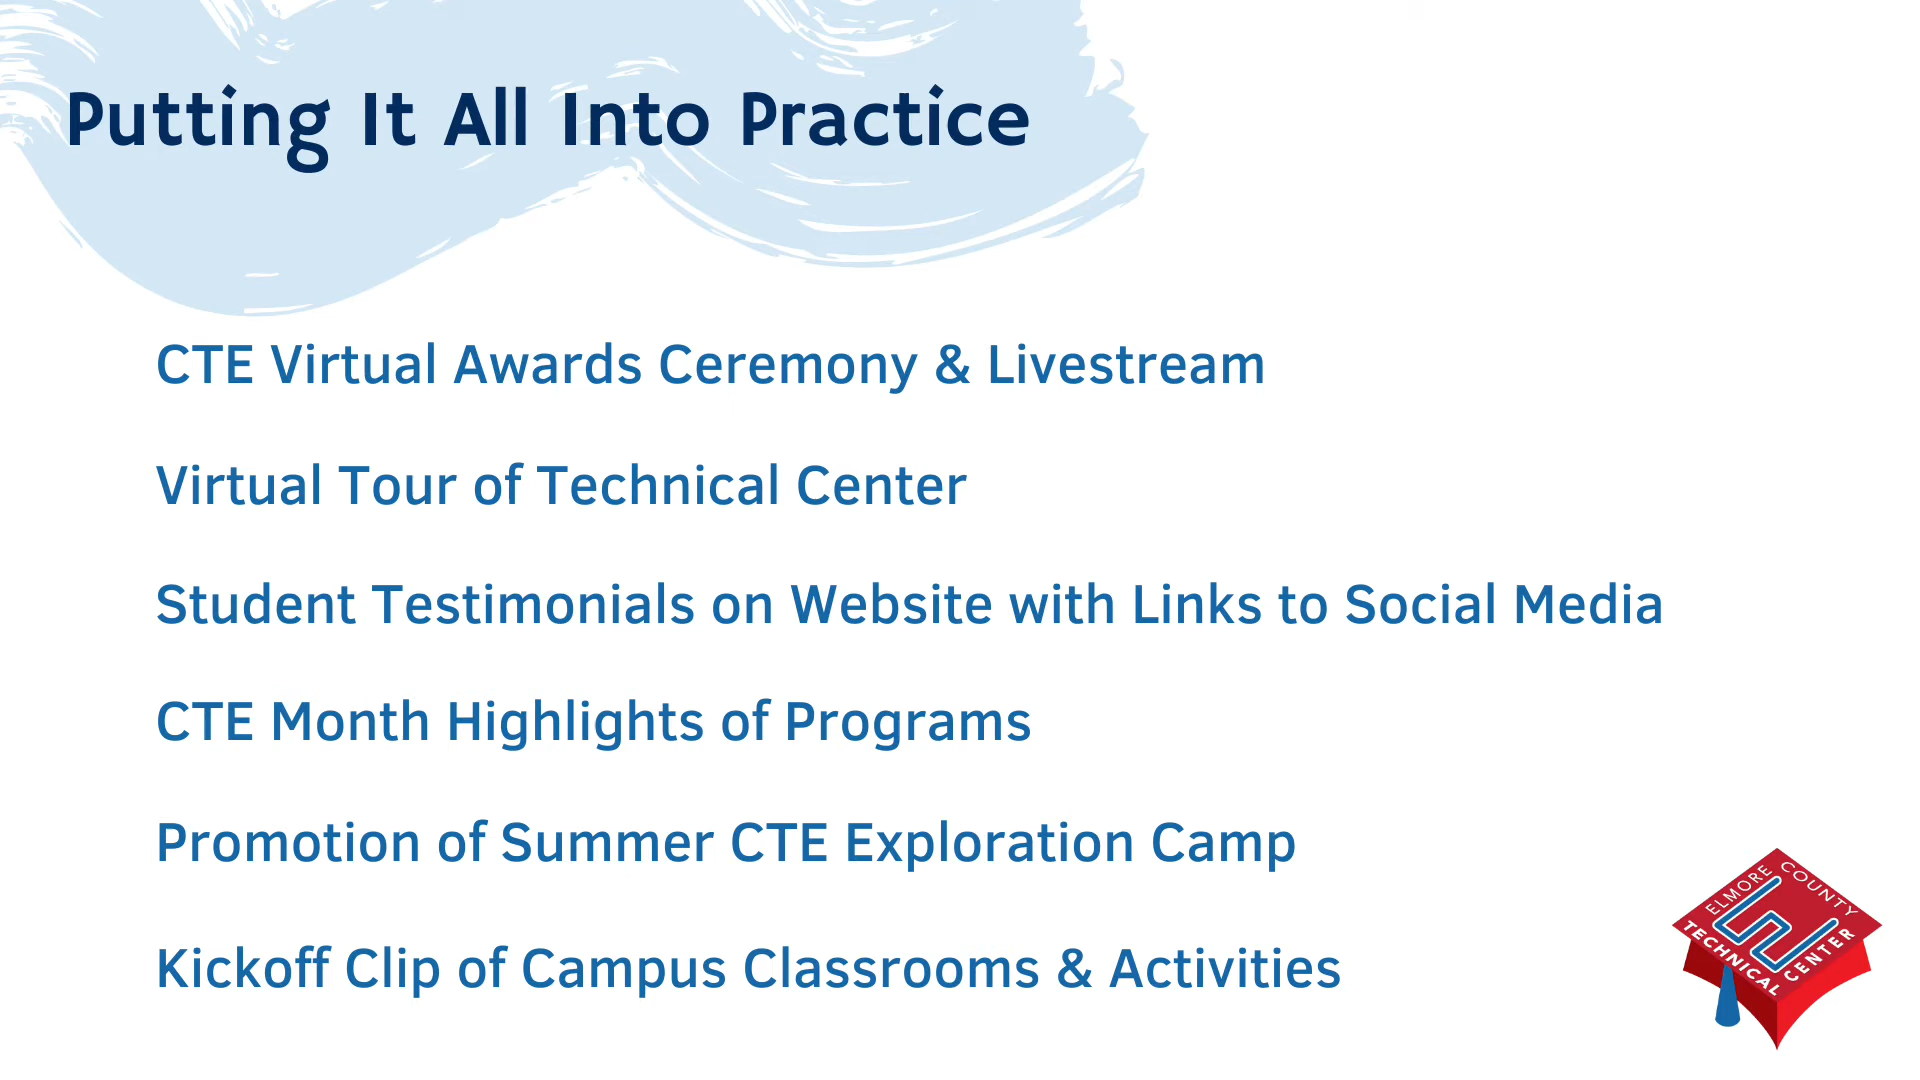 Putting It All Into Practice
CTE Virtual Awards Ceremony & Livestream
Virtual Tour of Technical Center
Student Testimonials on Website with Links to Social Media
CTE Month Highlights of Programs
Promotion of Summer CTE Exploration Camp
Kickoff Clip of Campus Classrooms & Activities
ELMORE COUNTY
TECHNICAL CENTER